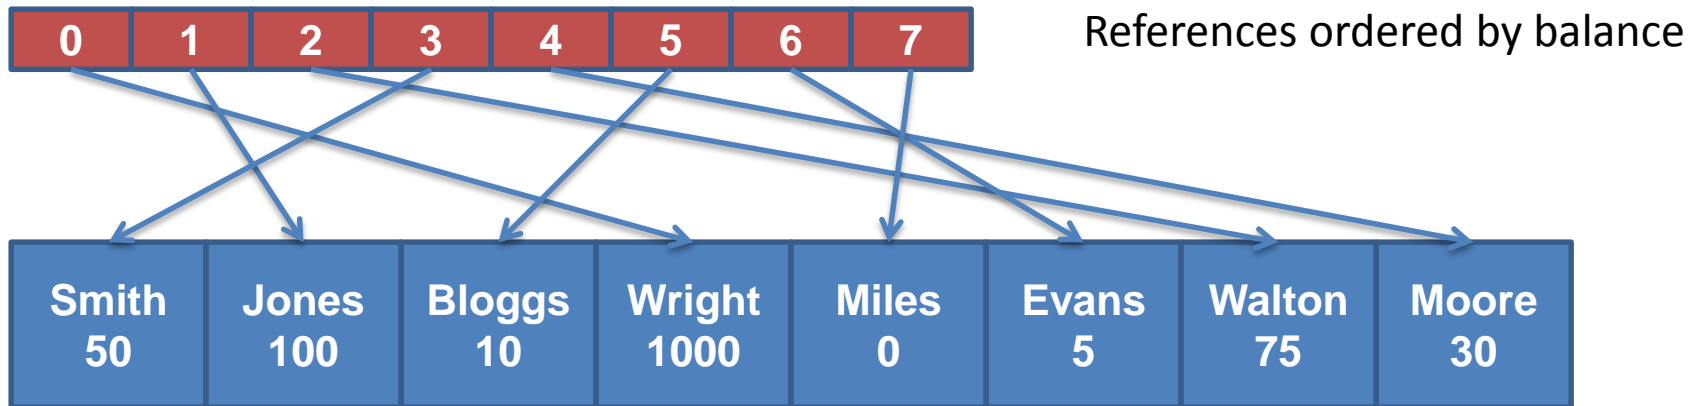 0 1 2 3 4 5 6 7
References ordered by balance
Smith Jones Bloggs Wright Miles Evans Walton Moore
50 100 10 1000 0 5 75 30